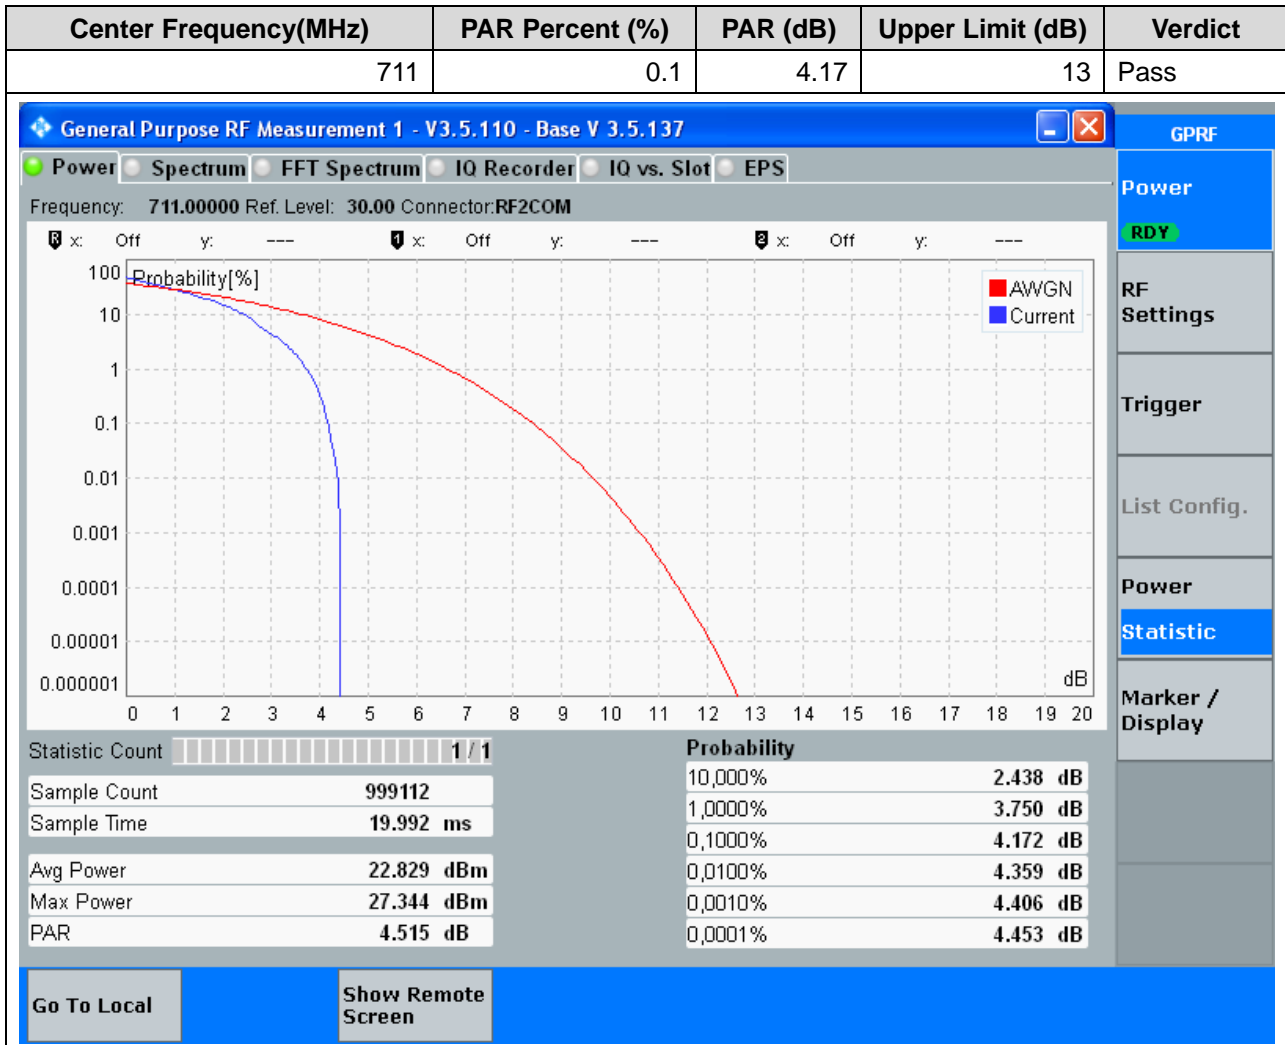 Center Frequency(MHz) PAR Percent (%) PAR (dB) Upper Limit (dB) Verdict
711 0.1 4.17 13 Pass
General Purpose RF Measurement 1 - V3.5.110 - Base V 3.5.137
GPRF
Power Spectrum FFT Spectrum IQ Recorder IQ vs. Slot EPS
Frequency: 711.00000 Ref. Level: 30.00 Connector:RF2COM
R x: Off y: --- 1 x: Off y: --- 2 x: Off y: ---
Probability[%]
100
10
1
0.1
0.01
0.001
0.0001
0.00001
0.000001
AWGN
Current
dB
0 1 2 3 4 5 6 7 8 9 10 11 12 13 14 15 16 17 18 19 20
Statistic Count 1 / 1
Sample Count 999112
Sample Time 19.992 ms
Avg Power 22.829 dBm
Max Power 27.344 dBm
PAR 4.515 dB
Probability
10,000% 2.438 dB
1,0000% 3.750 dB
0,1000% 4.172 dB
0,0100% 4.359 dB
0,0010% 4.406 dB
0,0001% 4.453 dB
Power
RDY
RF
Settings
Trigger
List Config.
Power
Statistic
Marker /
Display
Go To Local
Show Remote
Screen